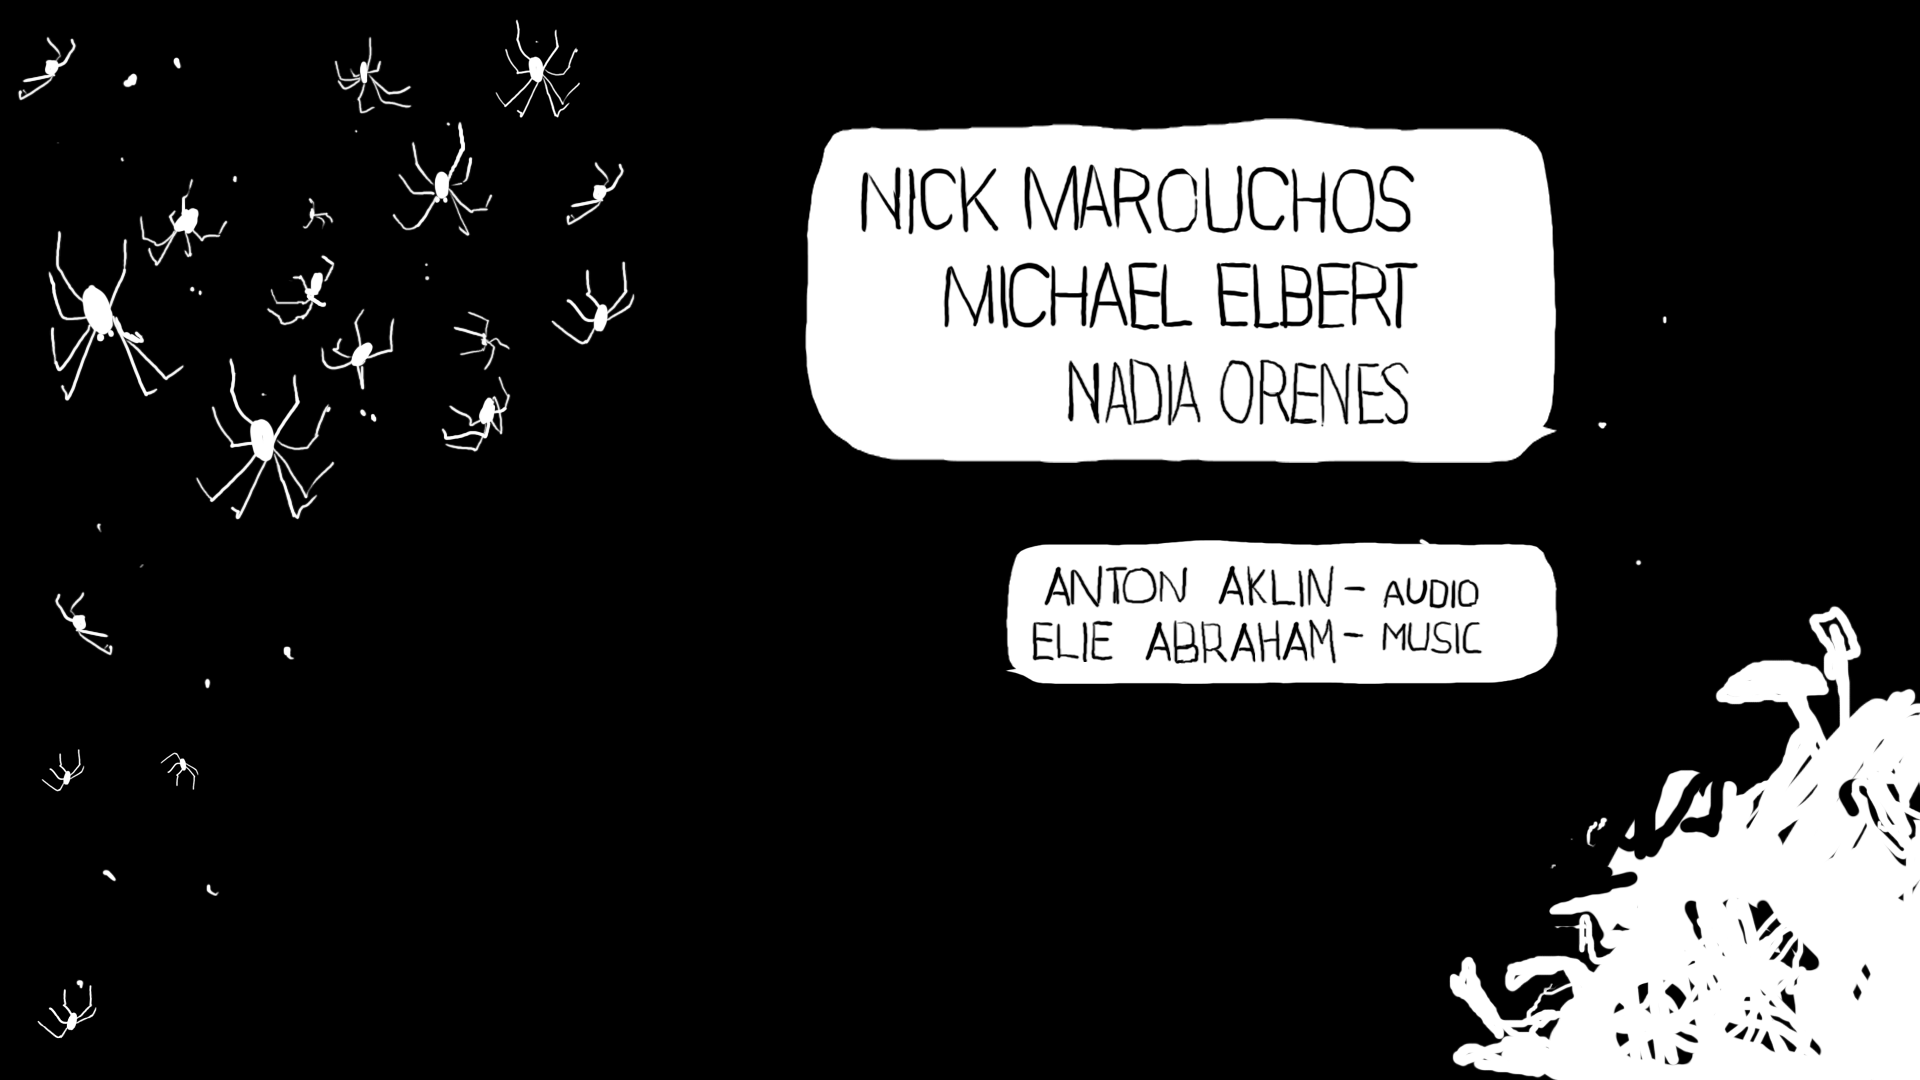 NICK MAROUCHOS
MICHAEL ELBERT
NADIA ORENES
ANTON AKLIN - AUDIO
ELIE ABRAHAM - MUSIC